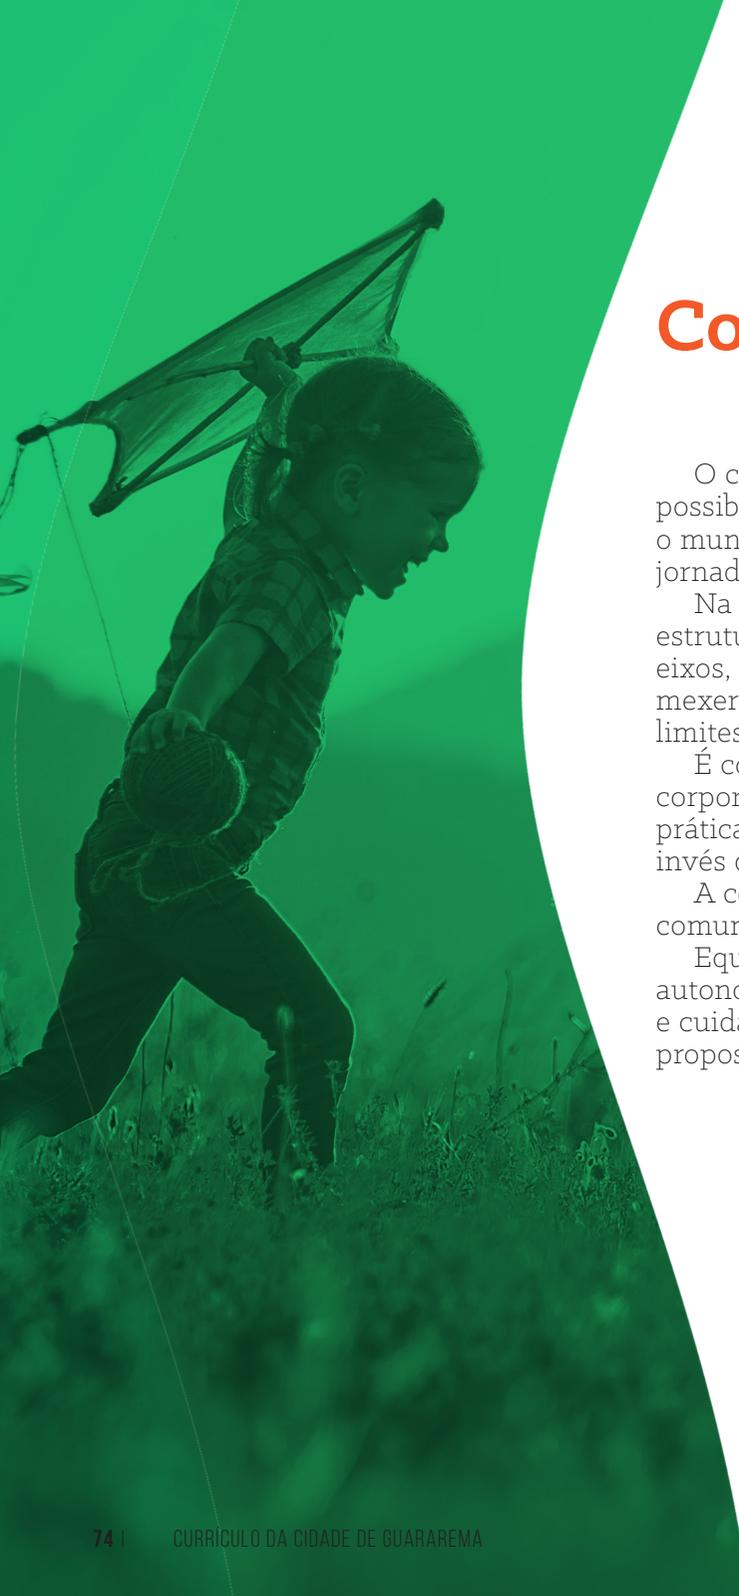 Co
O c
possib
o mun
jornad
Na
estrutu
eixos,
mexer
limites
É co
corpor
prática
invés o
A co
comun
Equ
autono
e cuida
propos
74 | CURRÍCULO DA CIDADE DE GUARAREMA